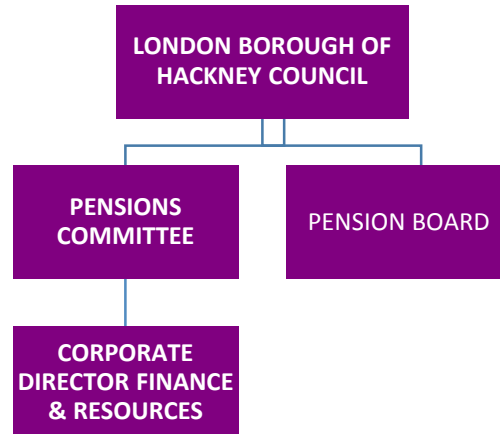 LONDON BOROUGH OF
HACKNEY COUNCIL
PENSIONS
COMMITTEE
PENSION BOARD
CORPORATE
DIRECTOR FINANCE
& RESOURCES